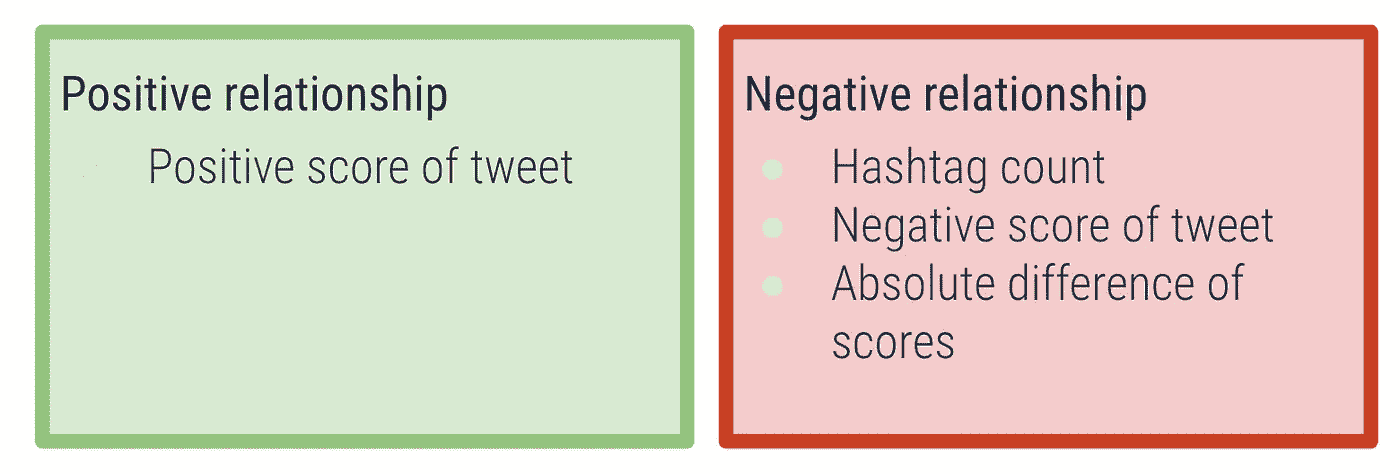 Positive relationship
Positive score of tweet
Negative relationship
Hashtag count
Negative score of tweet
Absolute difference of
scores